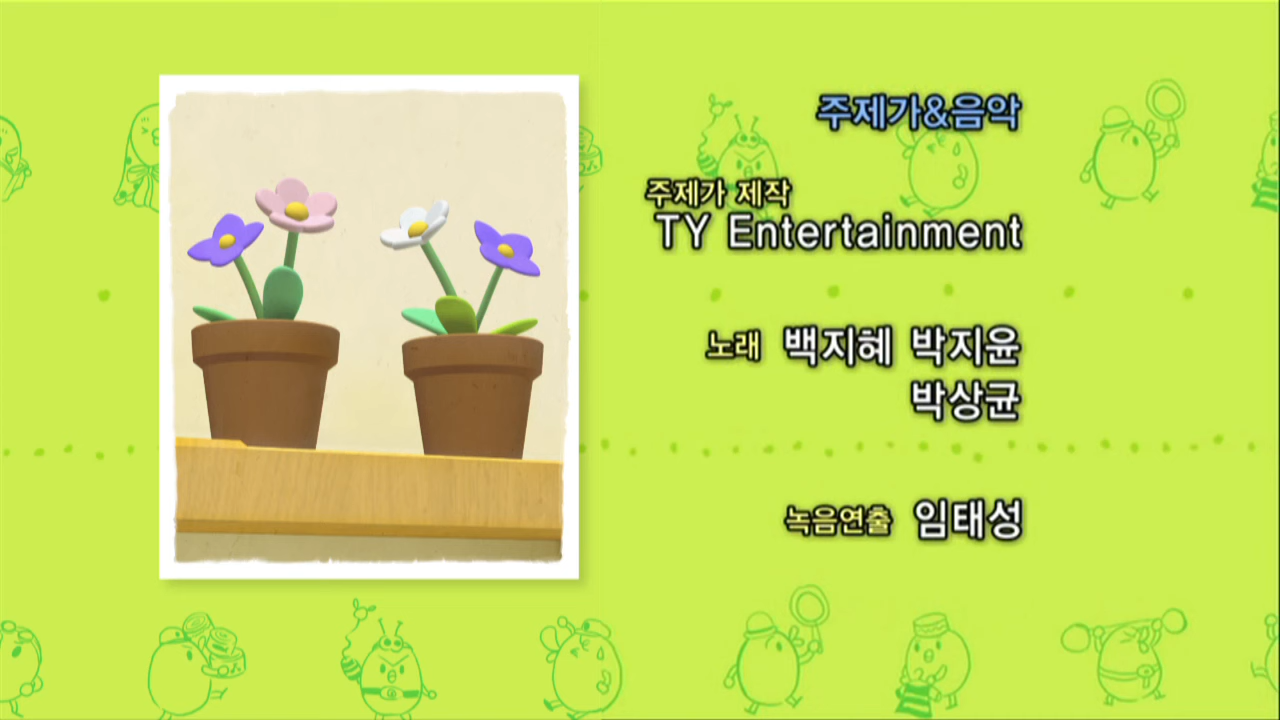 주제가&음악
주제가 제작
TY Entertainment
노래 백지혜 박지윤
박상균
녹음연출 임태성